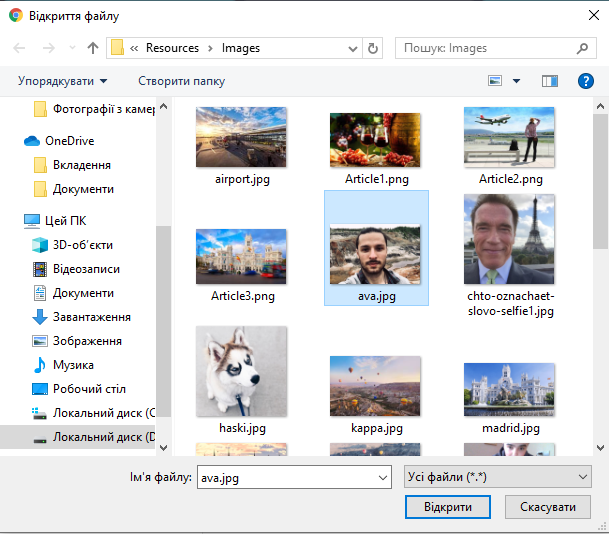 Відкриття файлу
« Resources › Images
Пошук: Images
Упорядкувати
Створити папку
Фотографії з камер
OneDrive
Вкладення
Документи
Цей ПК
3D-об'єкти
Відеозаписи
Документи
Завантаження
Зображення
Музика
Робочий стіл
Локальний диск (C
Локальний диск (D
airport.jpg
Article1.png
Article2.png
Article3.png
ava.jpg
chto-oznachaet-
slovo-selfie1.jpg
haski.jpg
kappa.jpg
madrid.jpg
Ім'я файлу:
ava.jpg
Усі файли (*.*)
Відкрити
Скасувати